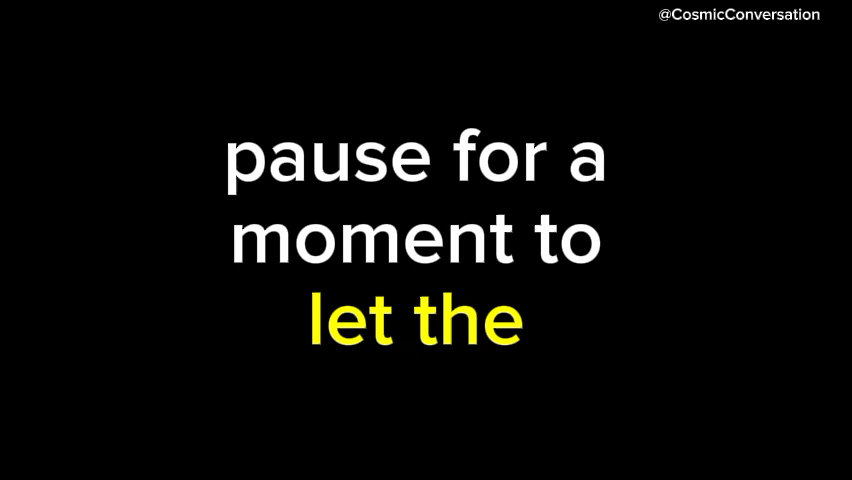 @CosmicConversation
pause for a
moment to
let the